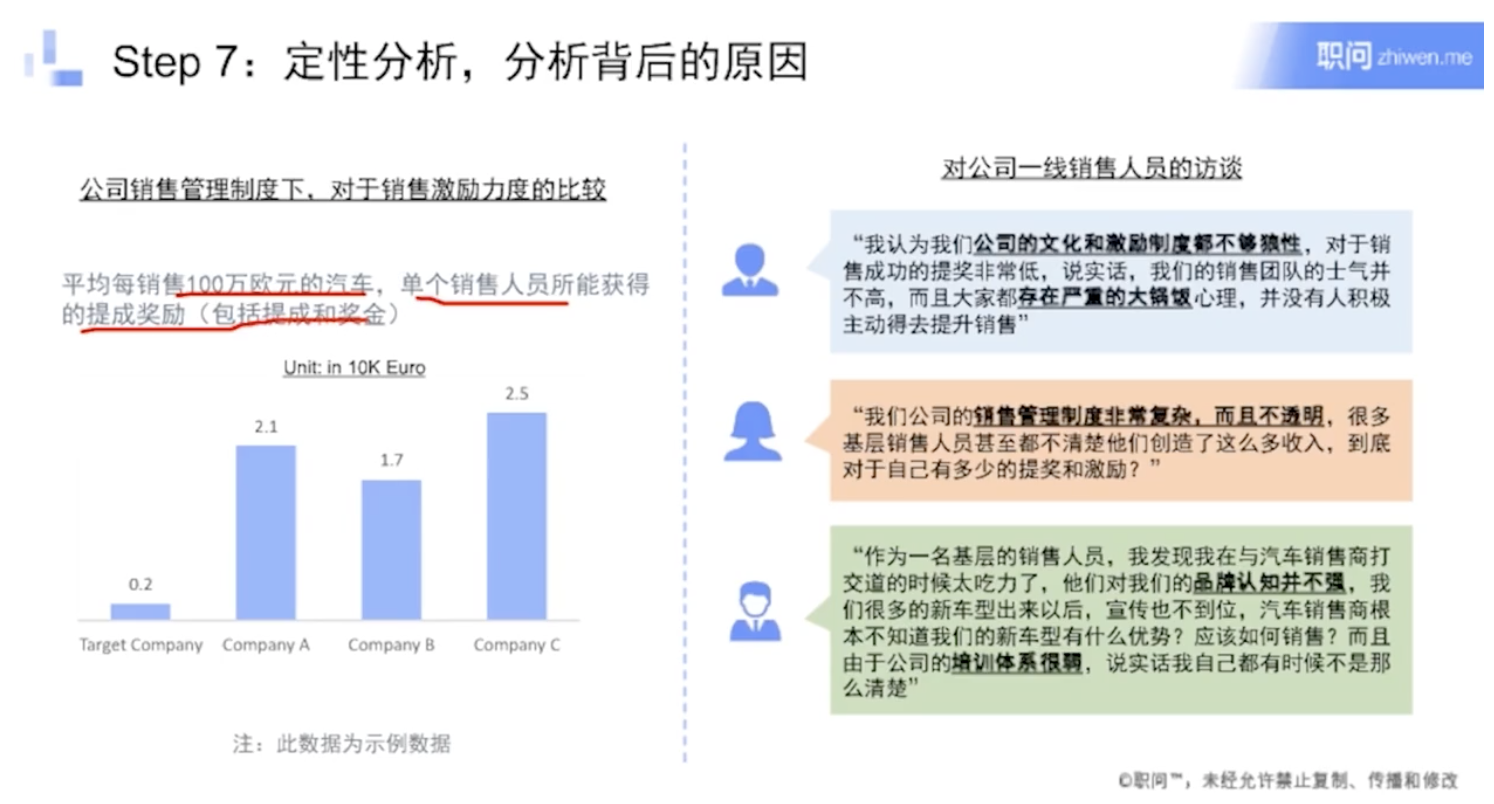 Step 7：定性分析，分析背后的原因
职问 zhiwen.me
公司销售管理制度下，对于销售激励力度的比较
平均每销售100万欧元的汽车，单个销售人员所能获得
的提成奖励（包括提成和奖金）
Unit: in 10K Euro
0.2
2.1
1.7
2.5
Target Company
Company A
Company B
Company C
注：此数据为示例数据
对公司一线销售人员的访谈
“我认为我们公司的文化和激励制度都不够狼性，对于销
售成功的提奖非常低，说实话，我们的销售团队的士气并
不高，而且大家都存在严重的大锅饭心理，并没有人积极
主动得去提升销售”
“我们公司的销售管理制度非常复杂，而且不透明，很多
基层销售人员甚至都不清楚他们创造了这么多收入，到底
对于自己有多少的提奖和激励？”
“作为一名基层的销售人员，我发现我在与汽车销售商打
交道的时候太吃力了，他们对我们的品牌认知并不强，我
们很多的新车型出来以后，宣传也不到位，汽车销售商根
本不知道我们的新车型有什么优势？应该如何销售？而且
由于公司的培训体系很弱，说实话我自己都有时候不是那
么清楚”
©职问™，未经允许禁止复制、传播和修改